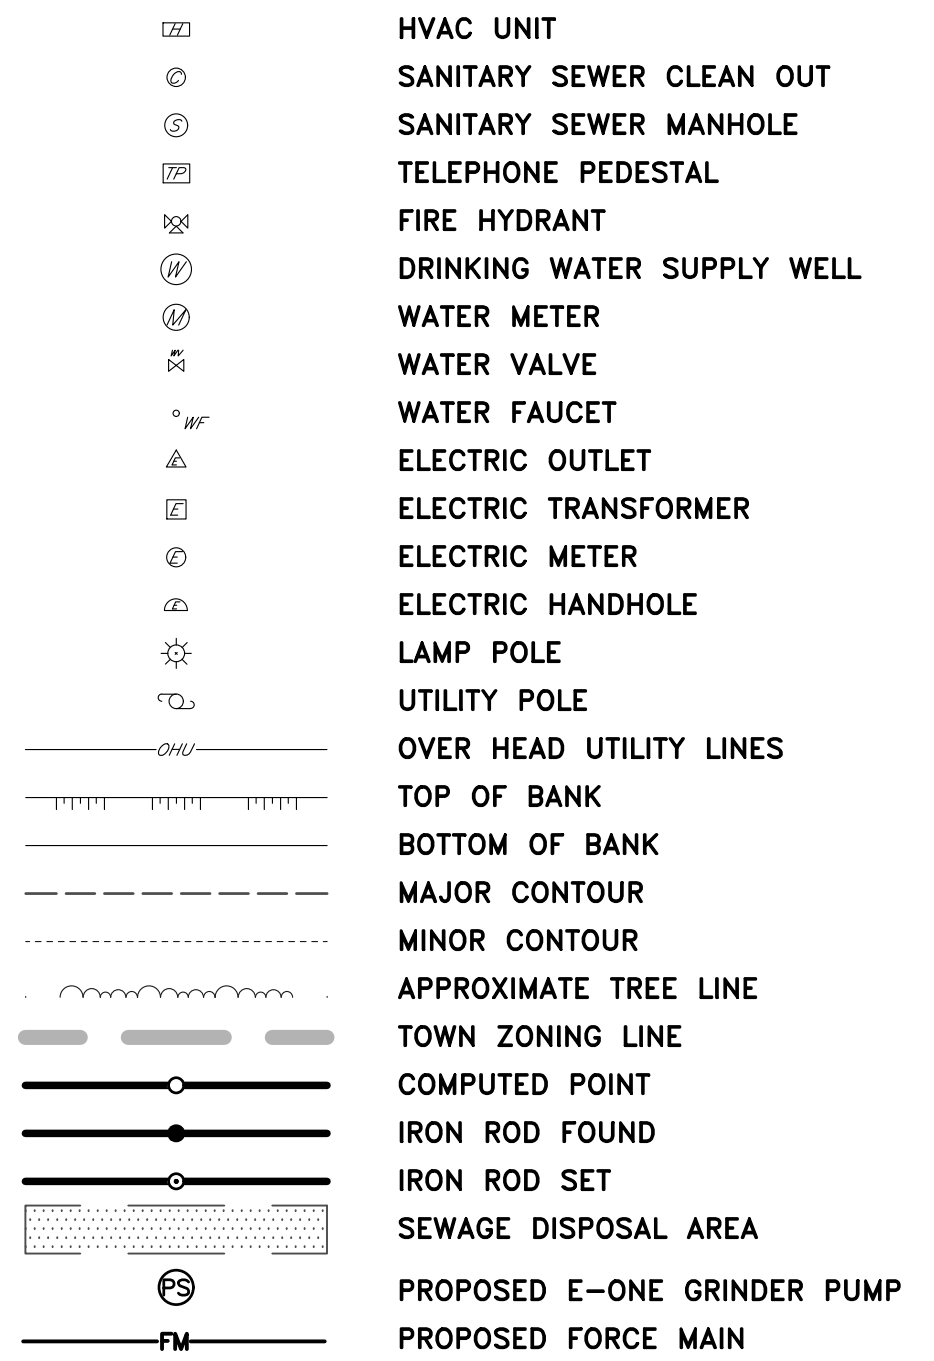 H HVAC UNIT
C SANITARY SEWER CLEAN OUT
S SANITARY SEWER MANHOLE
TP TELEPHONE PEDESTAL
FIRE HYDRANT
W DRINKING WATER SUPPLY WELL
M WATER METER
WV WATER VALVE
WF WATER FAUCET
E ELECTRIC OUTLET
E ELECTRIC TRANSFORMER
E ELECTRIC METER
E ELECTRIC HANDHOLE
LAMP POLE
UTILITY POLE
OHU OVER HEAD UTILITY LINES
TOP OF BANK
BOTTOM OF BANK
MAJOR CONTOUR
MINOR CONTOUR
APPROXIMATE TREE LINE
TOWN ZONING LINE
COMPUTED POINT
IRON ROD FOUND
IRON ROD SET
SEWAGE DISPOSAL AREA
PS PROPOSED E-ONE GRINDER PUMP
FM PROPOSED FORCE MAIN